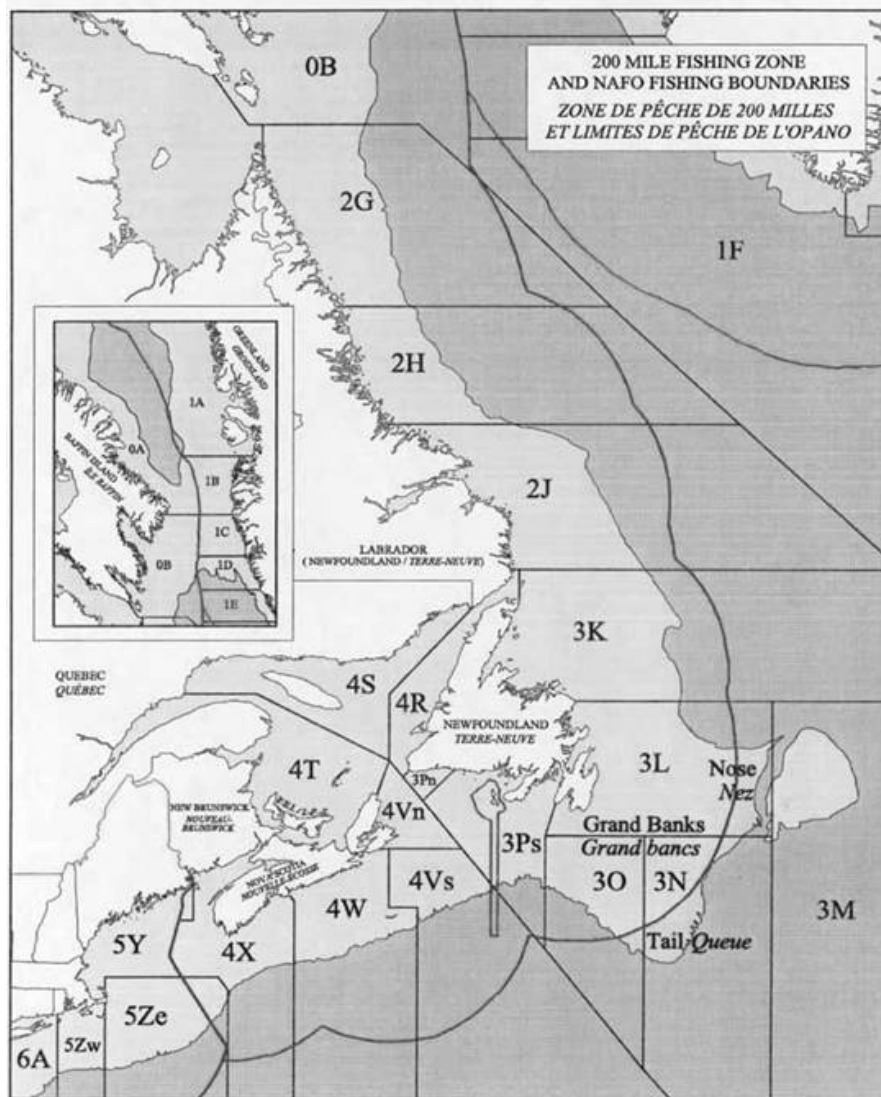 200 MILE FISHING ZONE
AND NAFO FISHING BOUNDARIES
ZONE DE PÊCHE DE 200 MILLES
ET LIMITES DE PÊCHE DE L'OPANO
0B
2G
1F
2H
GREENLAND
GROENLAND
1A
0A
BAFFIN ISLAND
ÎLE BAFFIN
1B
1C
0B
1D
1E
2J
LABRADOR
( NEWFOUNDLAND / TERRE-NEUVE)
3K
QUEBEC
QUÉBEC
4S
4R
NEWFOUNDLAND
TERRE-NEUVE
4T
3Pn
3L
Nose
Nez
NEW BRUNSWICK
NOUVEAU-
BRUNSWICK
P.E.I. / I.-P.-E.
4Vn
3Ps
Grand Banks
Grand bancs
NOVA SCOTIA
NOUVELLE-ÉCOSSE
4Vs
3O
3N
4W
3M
5Y
4X
Tail-Queue
5Ze
5Zw
6A